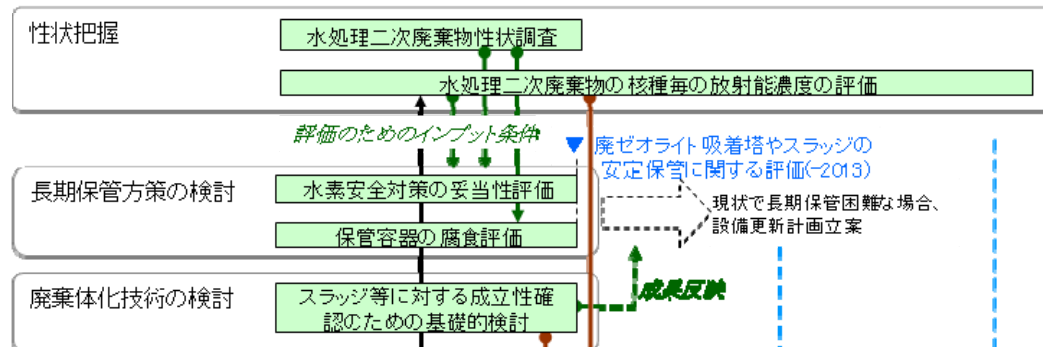 性状把握
水処理二次廃棄物性状調査
水処理二次廃棄物の核種毎の放射能濃度の評価
評価のためのインプット条件
廃ゼオライト吸着塔やスラッジの
安定保管に関する評価(~2013)
長期保管方策の検討
水素安全対策の妥当性評価
現状で長期保管困難な場合、
設備更新計画立案
保管容器の腐食評価
廃棄体化技術の検討
スラッジ等に対する成立性確
認のための基礎的検討
成果反映